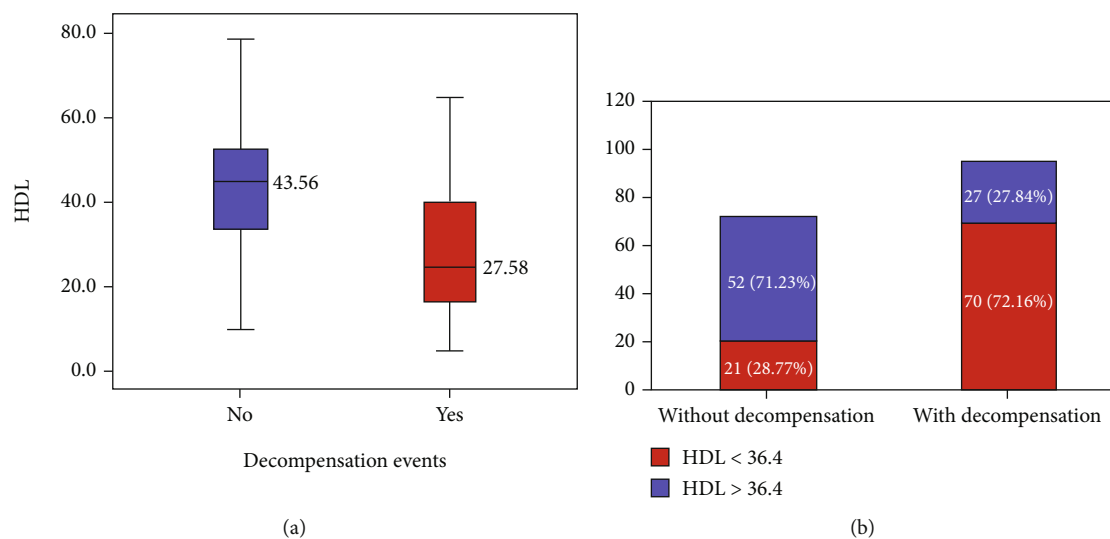 80.0
60.0
40.0
20.0
0.0
HDL
43.56
27.58
No
Yes
Decompensation events
(a)
120
100
80
60
40
20
0
52 (71.23%)
21 (28.77%)
27 (27.84%)
70 (72.16%)
Without decompensation
With decompensation
HDL < 36.4
HDL > 36.4
(b)